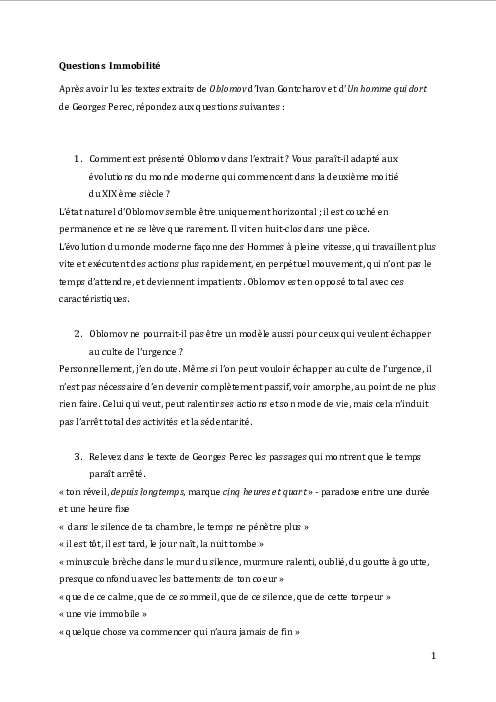 Questions Immobilité
Après avoir lu les textes extraits de Oblomov d'Ivan Gontcharov et d'Un homme qui dort
de Georges Perec, répondez aux questions suivantes :
1. Comment est présenté Oblomov dans l'extrait ? Vous paraît-il adapté aux
évolutions du monde moderne qui commencent dans la deuxième moitié
du XIXème siècle ?
L'état naturel d'Oblomov semble être uniquement horizontal ; il est couché en
permanence et ne se lève que rarement. Il vit en huit-clos dans une pièce.
L'évolution du monde moderne façonne des Hommes à pleine vitesse, qui travaillent plus
vite et exécutent des actions plus rapidement, en perpétuel mouvement, qui n'ont pas le
temps d'attendre, et deviennent impatients. Oblomov est en opposé total avec ces
caractéristiques.
2. Oblomov ne pourrait-il pas être un modèle aussi pour ceux qui veulent échapper
au culte de l'urgence ?
Personnellement, j'en doute. Même si l'on peut vouloir échapper au culte de l'urgence, il
n'est pas nécessaire d'en devenir complètement passif, voir amorphe, au point de ne plus
rien faire. Celui qui veut, peut ralentir ses actions et son mode de vie, mais cela n'induit
pas l'arrêt total des activités et la sédentarité.
3. Relevez dans le texte de Georges Perec les passages qui montrent que le temps
paraît arrêté.
« ton réveil, depuis longtemps, marque cinq heures et quart » - paradoxe entre une durée
et une heure fixe
« dans le silence de ta chambre, le temps ne pénètre plus »
« il est tôt, il est tard, le jour naît, la nuit tombe »
« minuscule brèche dans le mur du silence, murmure ralenti, oublié, du goutte à goutte,
presque confondu avec les battements de ton coeur »
« que de ce calme, que de ce sommeil, que de ce silence, que de cette torpeur »
« une vie immobile »
« quelque chose va commencer qui n'aura jamais de fin »
1